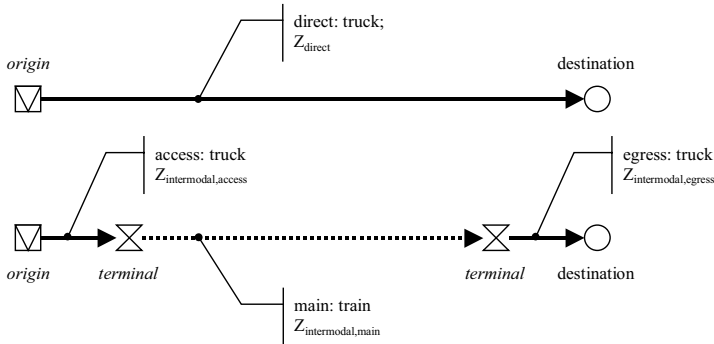 direct: truck;
Z_direct
origin
destination
access: truck
Z_intermodal,access
egress: truck
Z_intermodal,egress
origin
terminal
terminal
destination
main: train
Z_intermodal,main